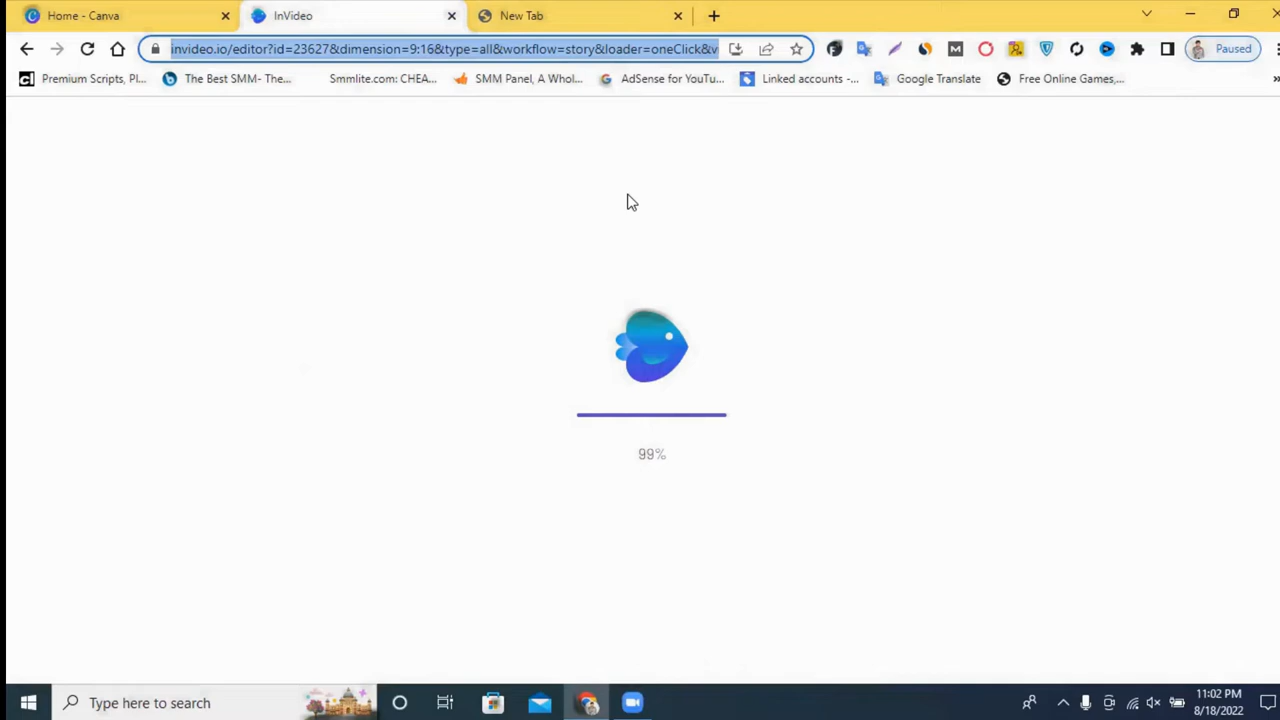 Home - Canva
InVideo
New Tab
invideo.io/editor?id=23627&dimension=9:16&type=all&workflow=story&loader=oneClick&v
Paused
Premium Scripts, Pl...
The Best SMM- The...
Smmlite.com: CHEA...
SMM Panel, A Whol...
AdSense for YouTu...
Linked accounts -...
Google Translate
Free Online Games,...
99%
Type here to search
11:02 PM
8/18/2022